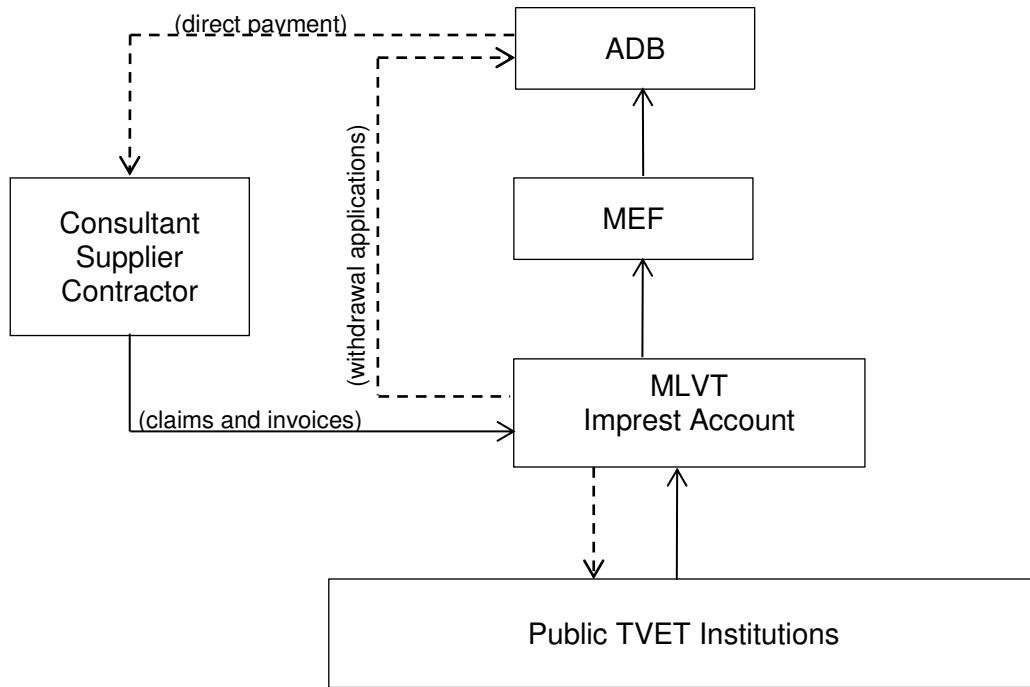 (direct payment)
ADB
(withdrawal applications)
MEF
Consultant
Supplier
Contractor
MLVT
Imprest Account
(claims and invoices)
Public TVET Institutions